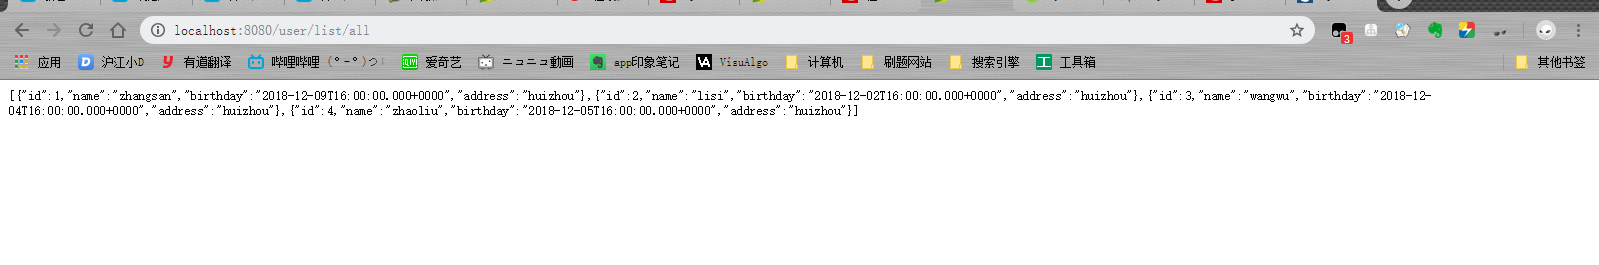 localhost:8080/user/list/all
3
应用 沪江小D 有道翻译 哔哩哔哩 (゜-゜)つ 爱奇艺 ニコニコ動画 app印象笔记 VisuAlgo 计算机 刷题网站 搜索引擎 工具箱 其他书签
[{"id":1,"name":"zhangsan","birthday":"2018-12-09T16:00:00.000+0000","address":"huizhou"},{"id":2,"name":"lisi","birthday":"2018-12-02T16:00:00.000+0000","address":"huizhou"},{"id":3,"name":"wangwu","birthday":"2018-12-
04T16:00:00.000+0000","address":"huizhou"},{"id":4,"name":"zhaoliu","birthday":"2018-12-05T16:00:00.000+0000","address":"huizhou"}]